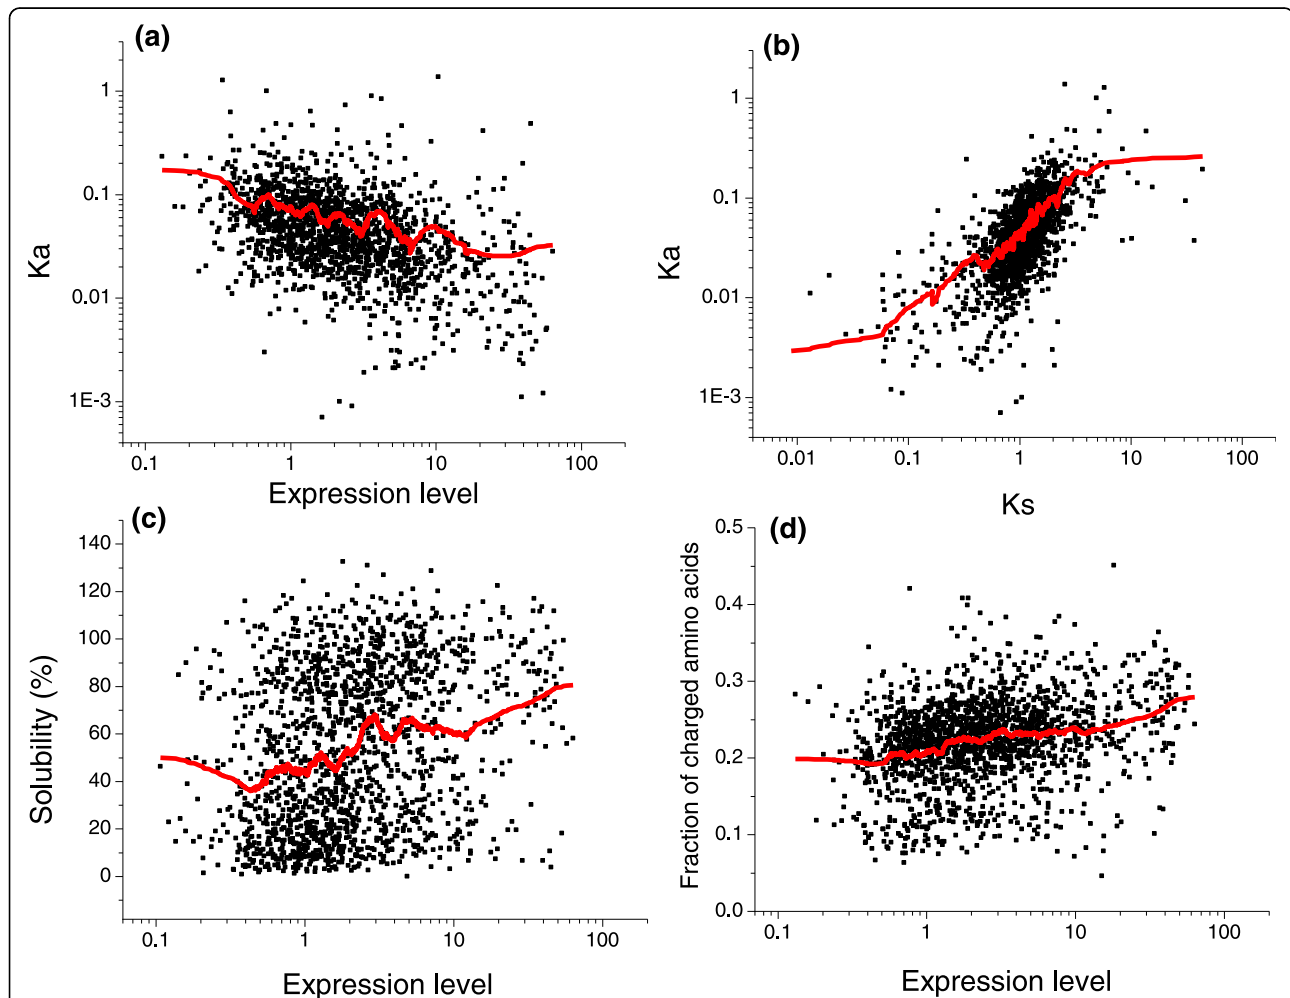 (a)
1
0.1
0.01
1E-3
Ka
0.1 1 10 100
Expression level
(b)
1
0.1
0.01
1E-3
Ka
0.01 0.1 1 10 100
Ks
(c)
140
120
100
80
60
40
20
0
Solubility (%)
0.1 1 10 100
Expression level
(d)
0.5
0.4
0.3
0.2
0.1
0.0
Fraction of charged amino acids
0.1 1 10 100
Expression level